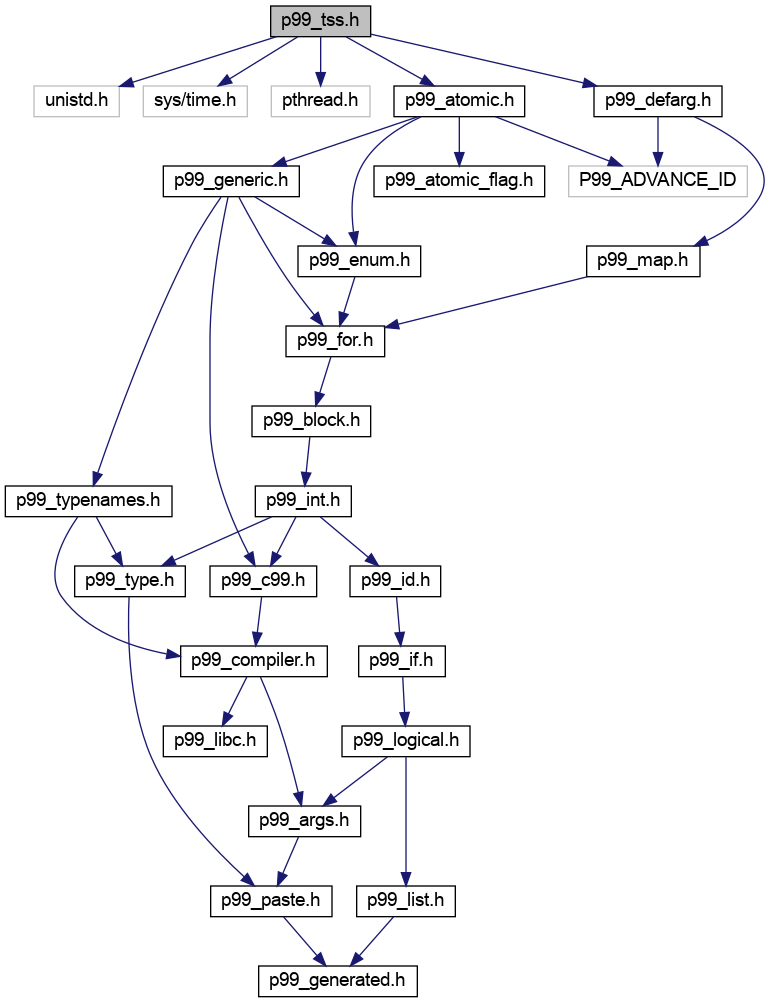 p99_tss.h
unistd.h
sys/time.h
pthread.h
p99_atomic.h
p99_defarg.h
p99_generic.h
p99_atomic_flag.h
P99_ADVANCE_ID
p99_enum.h
p99_map.h
p99_for.h
p99_block.h
p99_typenames.h
p99_int.h
p99_type.h
p99_c99.h
p99_id.h
p99_compiler.h
p99_if.h
p99_libc.h
p99_logical.h
p99_args.h
p99_paste.h
p99_list.h
p99_generated.h